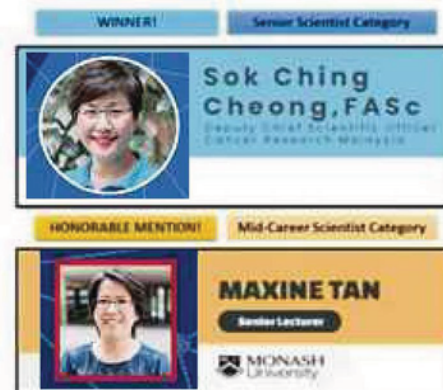 WINNER!
Senior Scientist Category
Sok Ching
Cheong, FASc
Deputy Chief Scientific Officer
Cancer Research Malaysia
HONORABLE MENTION!
Mid-Career Scientist Category
MAXINE TAN
Senior Lecturer
MONASH
University